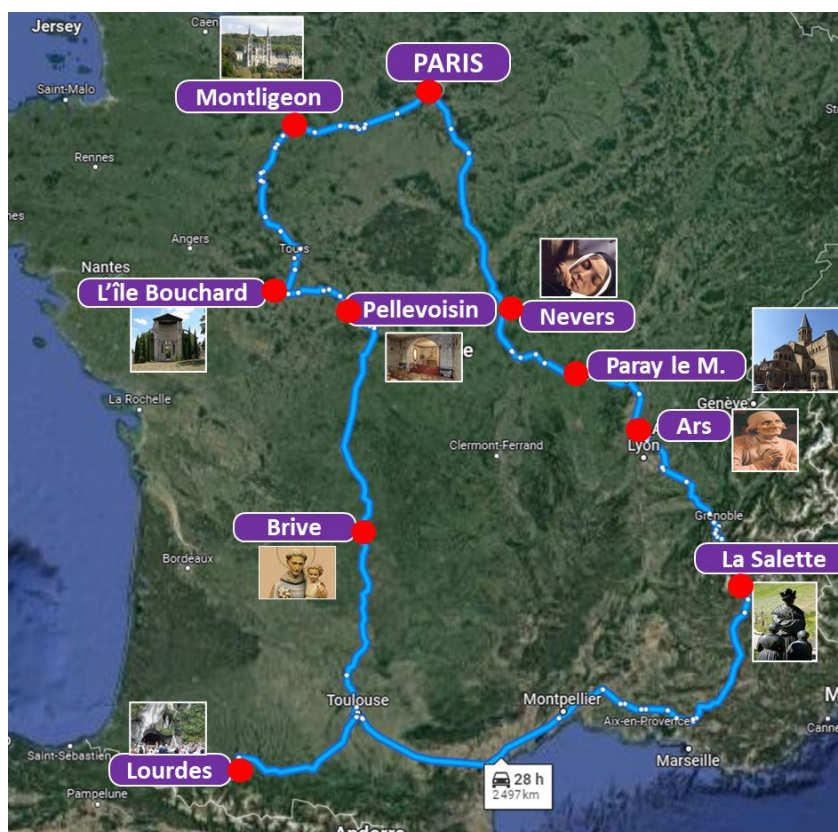 Jersey
Caen
PARIS
Montligeon
Saint-Malo
Rennes
Angers
Tours
Nantes
L'île Bouchard
Pellevoisin
Nevers
Paray le M.
Genève
La Rochelle
Ars
Clermont-Ferrand
Lyon
Grenoble
Brive
Bordeaux
La Salette
Toulouse
Montpellier
Aix-en-Provence
Cannes
Marseille
Saint-Sébastien
Lourdes
28 h
2 497 km
Pampelune
Andorre